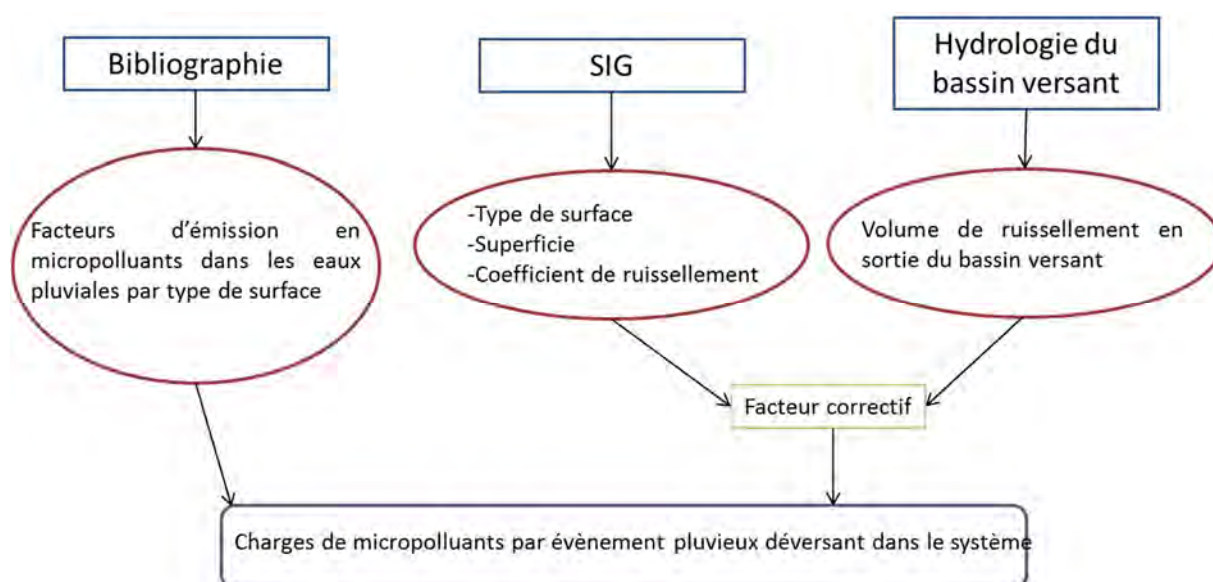 Bibliographie
SIG
Hydrologie du
bassin versant
Facteurs d'émission en
micropolluants dans les eaux
pluviales par type de surface
-Type de surface
-Superficie
-Coefficient de ruissellement
Volume de ruissellement en
sortie du bassin versant
Facteur correctif
Charges de micropolluants par évènement pluvieux déversant dans le système